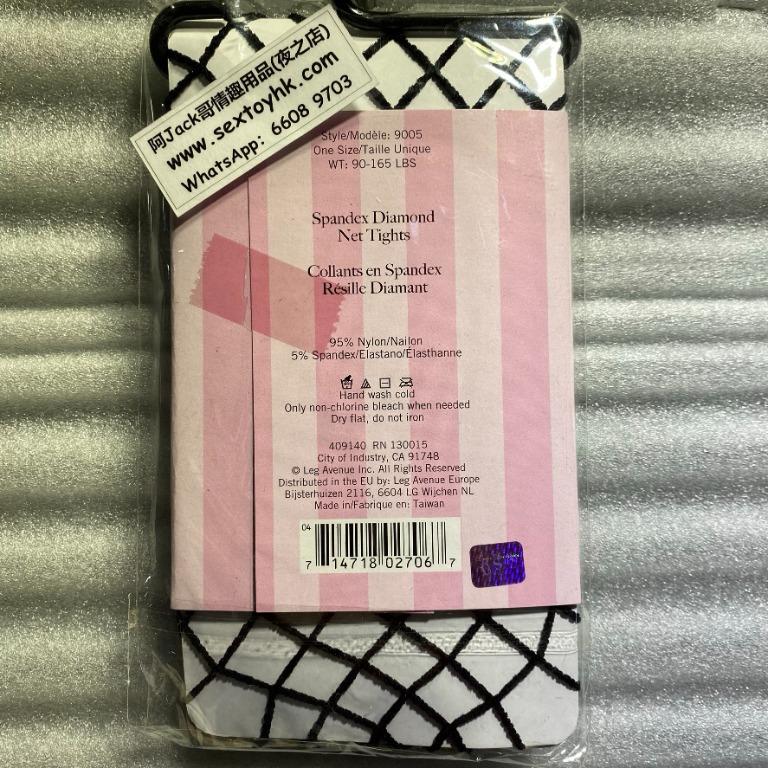 阿Jack哥情趣用品(夜之店)
www.sextoyhk.com
WhatsApp: 6608 9703
Style/Modèle: 9005
One Size/Taille Unique
WT: 90-165 LBS
Spandex Diamond
Net Tights
Collants en Spandex
Résille Diamant
95% Nylon/Nailon
5% Spandex/Elastano/Élasthanne
Hand wash cold
Only non-chlorine bleach when needed
Dry flat, do not iron
409140 RN 130015
City of Industry, CA 91748
© Leg Avenue Inc. All Rights Reserved
Distributed in the EU by: Leg Avenue Europe
Bijsterhuizen 2116, 6604 LG Wijchen NL
Made in/Fabrique en: Taiwan
04
7 14718 02706 7